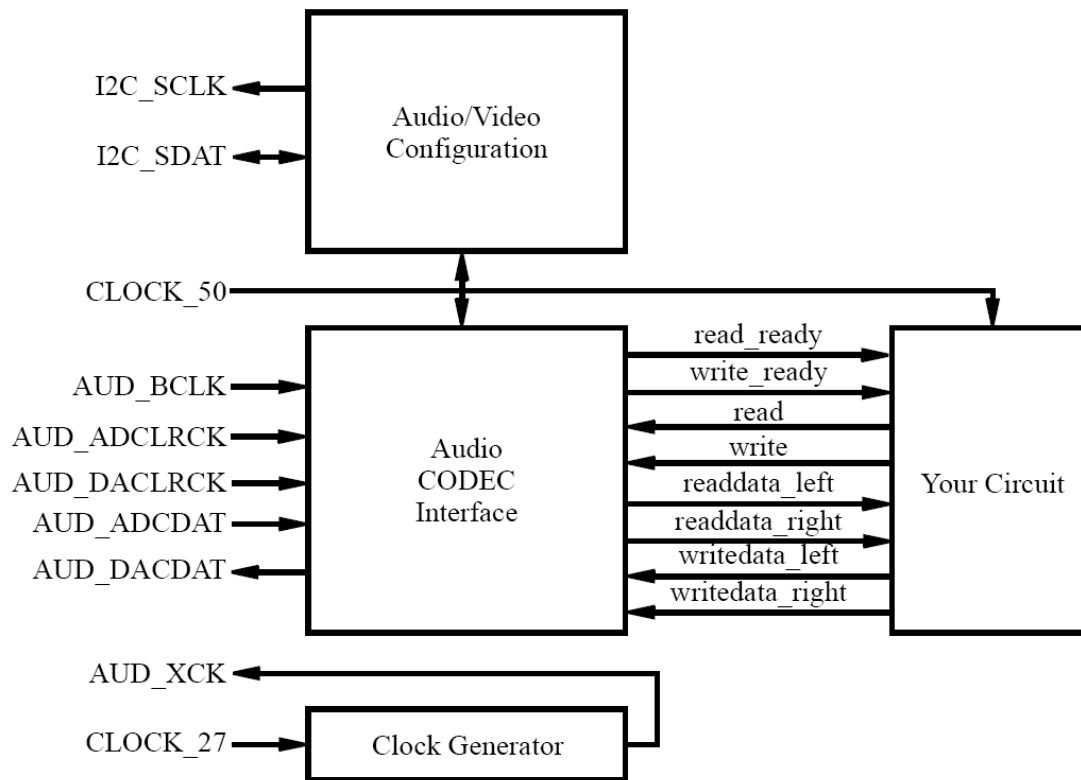 I2C_SCLK
I2C_SDAT
Audio/Video
Configuration
CLOCK_50
AUD_BCLK
AUD_ADCLRCK
AUD_DACLRCK
AUD_ADCDAT
AUD_DACDAT
Audio
CODEC
Interface
read_ready
write_ready
read
write
readdata_left
readdata_right
writedata_left
writedata_right
Your Circuit
AUD_XCK
CLOCK_27
Clock Generator